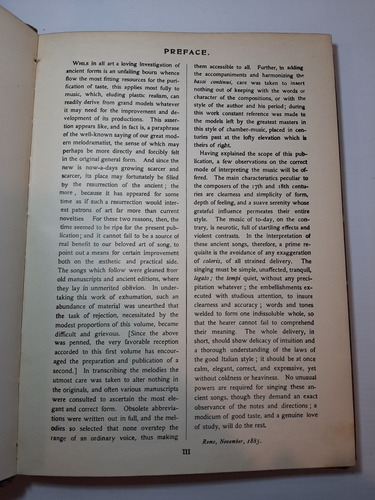 PREFACE.
WHILE in all art a loving investigation of
ancient forms is an unfailing bourn whence
flow the most fitting resources for the puri-
fication of taste, this applies most fully to
music, which, eluding plastic realism, can
readily derive from grand models whatever
it may need for the improvement and de-
velopment of its productions. This asser-
tion appears like, and in fact is, a paraphrase
of the well-known saying of our great mod-
ern melodramatist, the sense of which may
perhaps be more directly and forcibly felt
in the original general form. And since the
new is now-a-days growing scarcer and
scarcer, its place may fortunately be filled
by the resurrection of the ancient; the
more, because it has appeared for some
time as if such a resurrection would inter-
est patrons of art far more than current
novelties. For these two reasons, then, the
time seemed to be ripe for the present pub-
lication; and it cannot fail to be a source of
real benefit to our beloved art of song, to
point out a means for certain improvement
both on the æsthetic and practical side.
The songs which follow were gleaned from
old manuscripts and ancient editions, where
they lay in unmerited oblivion. In under-
taking this work of exhumation, such an
abundance of material was unearthed that
the task of rejection, necessitated by the
modest proportions of this volume, became
difficult and grievous. [Since the above
was penned, the very favorable reception
accorded to this first volume has encour-
aged the preparation and publication of a
second.] In transcribing the melodies the
utmost care was taken to alter nothing in
the originals, and often various manuscripts
were consulted to ascertain the most ele-
gant and correct form. Obsolete abbrevia-
tions were written out in full, and the mel-
odies so selected that none overstep the
range of an ordinary voice, thus making
them accessible to all. Further, in adding
the accompaniments and harmonizing the
bassi continui, care was taken to insert
nothing out of keeping with the words or
character of the compositions, or with the
style of the author and his period; during
this work constant reference was made to
the models left by the greatest masters in
this style of chamber-music, placed in cen-
turies past at the lofty elevation which is
theirs of right.
Having explained the scope of this pub-
lication, a few observations on the correct
mode of interpreting the music will be of-
fered. The main characteristics peculiar to
the composers of the 17th and 18th centu-
ries are clearness and simplicity of form,
depth of feeling, and a suave serenity whose
grateful influence permeates their entire
style. The music of to-day, on the con-
trary, is neurotic, full of startling effects and
violent contrasts. In the interpretation of
these ancient songs, therefore, a prime re-
quisite is the avoidance of any exaggeration
of coloris, of all strained delivery. The
singing must be simple, unaffected, tranquil,
legato; the tempi quiet, without any preci-
pitation whatever; the embellishments ex-
ecuted with studious attention, to insure
clearness and accuracy; words and tones
welded to form one indissoluble whole, so
that the hearer cannot fail to comprehend
their meaning. The whole delivery, in
short, should show delicacy of intuition and
a thorough understanding of the laws of
the good Italian style; it should be at once
calm, elegant, correct, and expressive, yet
without coldness or heaviness. No unusual
powers are required for singing these an-
cient songs, though they demand an exact
observance of the notes and directions; a
modicum of good taste, and a genuine love
of study, will do the rest.
Rome, November, 1885.
III